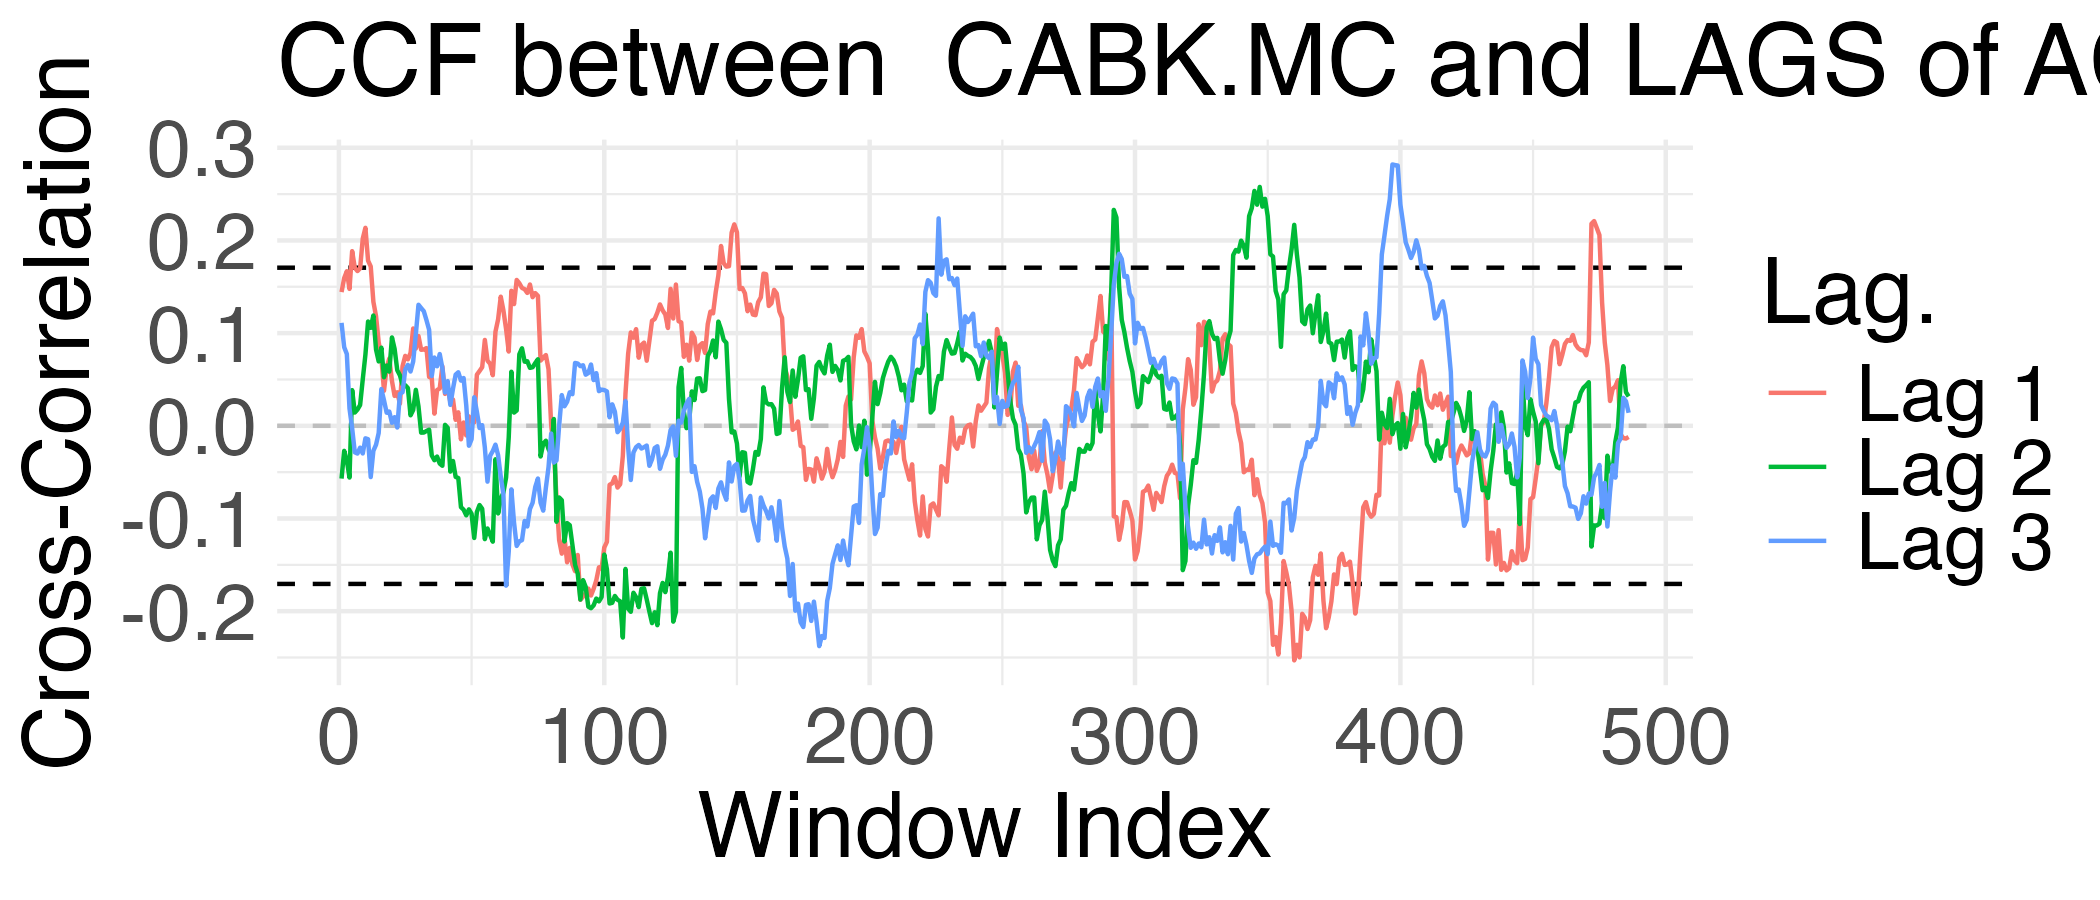 CCF between  CABK.MC and LAGS of
Cross-Correlation
0.3
0.2
0.1
0.0
-0.1
-0.2
0 100 200 300 400 500
Window Index
Lag.
Lag 1
Lag 2
Lag 3